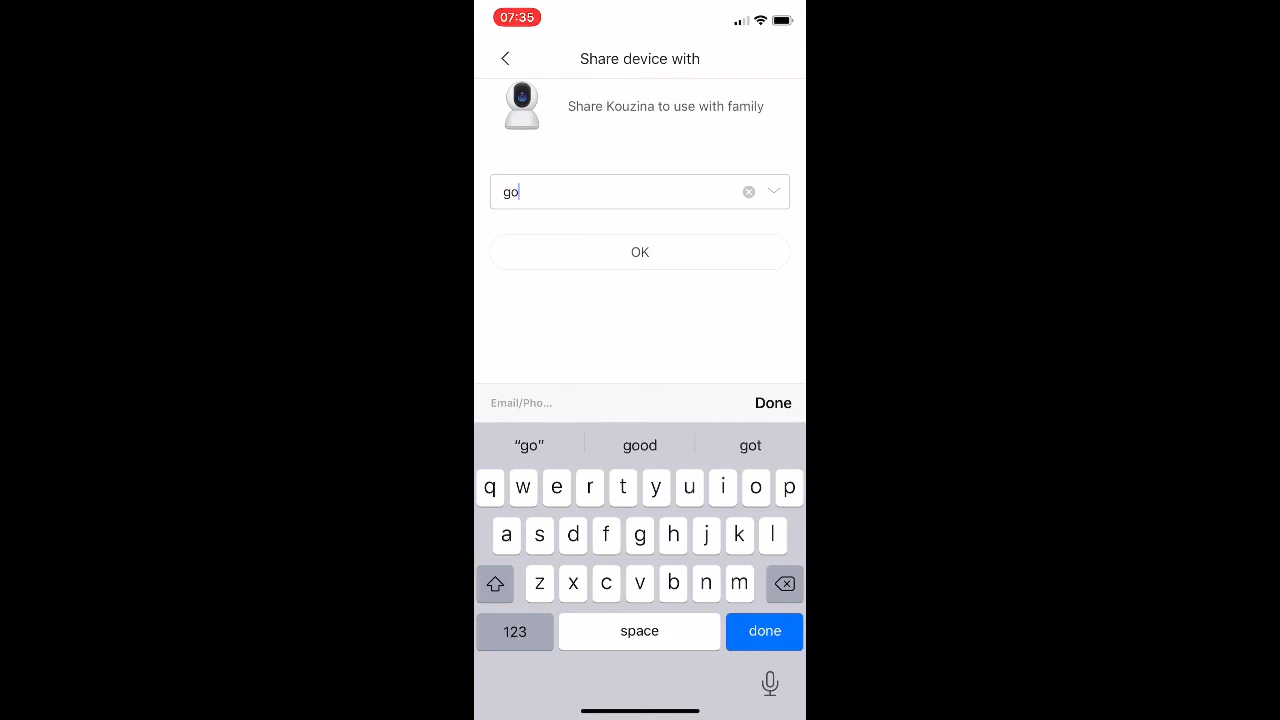 07:35
Share device with
Share Kouzina to use with family
go
OK
Email/Pho... Done
“go” good got
q w e r t y u i o p
a s d f g h j k l
z x c v b n m
123 space done